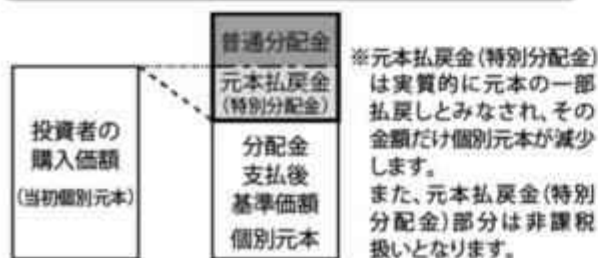 普通分配金
元本払戻金
(特別分配金)
投資者の
購入価額
(当初個別元本)
分配金
支払後
基準価額
個別元本
※元本払戻金(特別分配金)
は実質的に元本の一部
払戻しとみなされ、その
金額だけ個別元本が減少
します。
また、元本払戻金(特別
分配金)部分は非課税
扱いとなります。